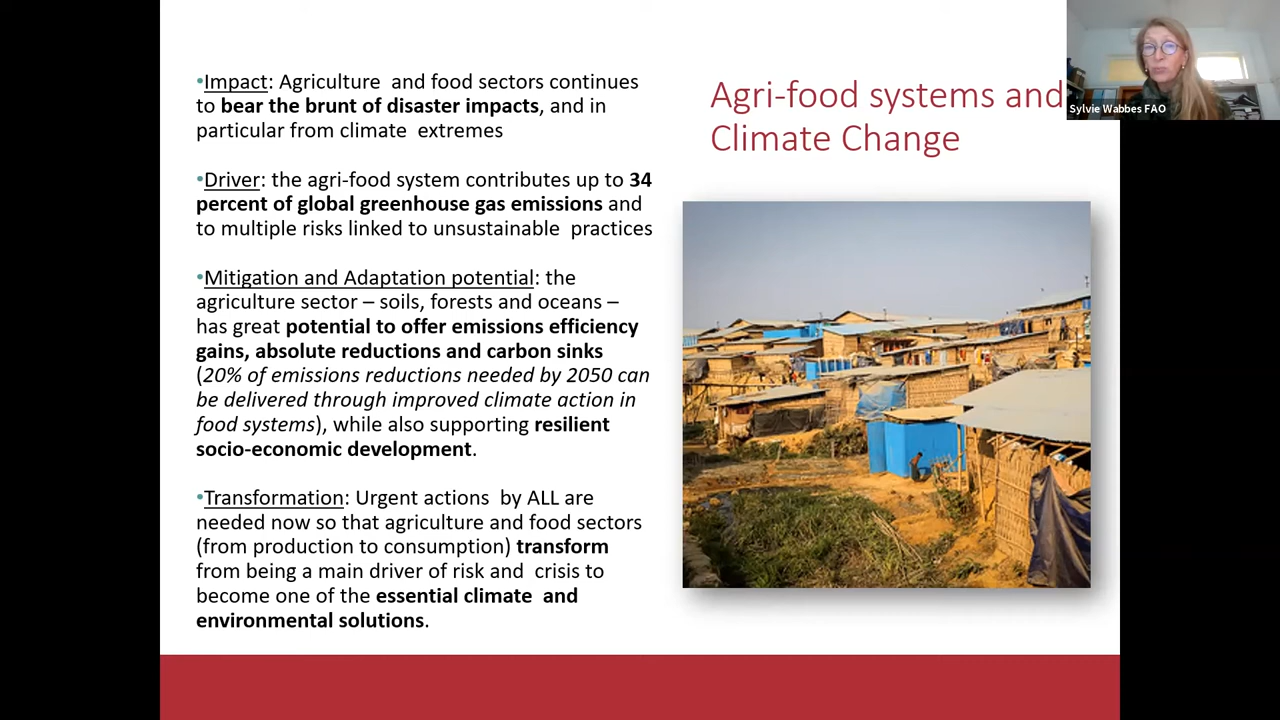 •Impact: Agriculture and food sectors continues
to bear the brunt of disaster impacts, and in
particular from climate extremes
•Driver: the agri-food system contributes up to 34
percent of global greenhouse gas emissions and
to multiple risks linked to unsustainable practices
•Mitigation and Adaptation potential: the
agriculture sector – soils, forests and oceans –
has great potential to offer emissions efficiency
gains, absolute reductions and carbon sinks
(20% of emissions reductions needed by 2050 can
be delivered through improved climate action in
food systems), while also supporting resilient
socio-economic development.
•Transformation: Urgent actions by ALL are
needed now so that agriculture and food sectors
(from production to consumption) transform
from being a main driver of risk and crisis to
become one of the essential climate and
environmental solutions.
Agri-food systems and
Climate Change
Sylvie Wabbes FAO